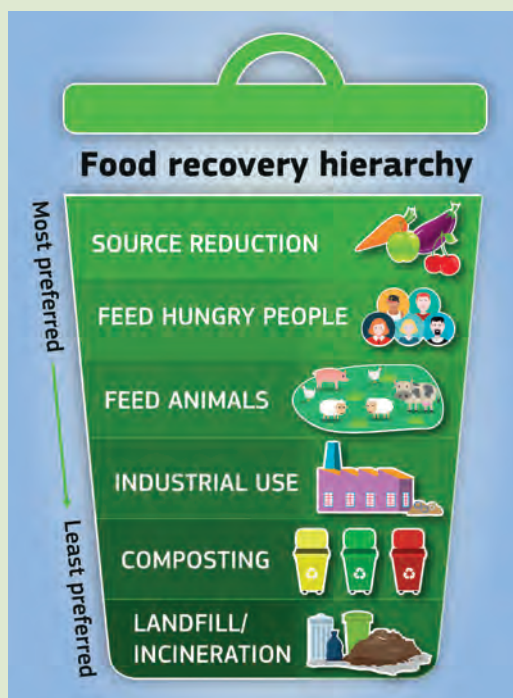 Food recovery hierarchy
Most preferred
SOURCE REDUCTION
FEED HUNGRY PEOPLE
FEED ANIMALS
INDUSTRIAL USE
COMPOSTING
Least preferred
LANDFILL/
INCINERATION